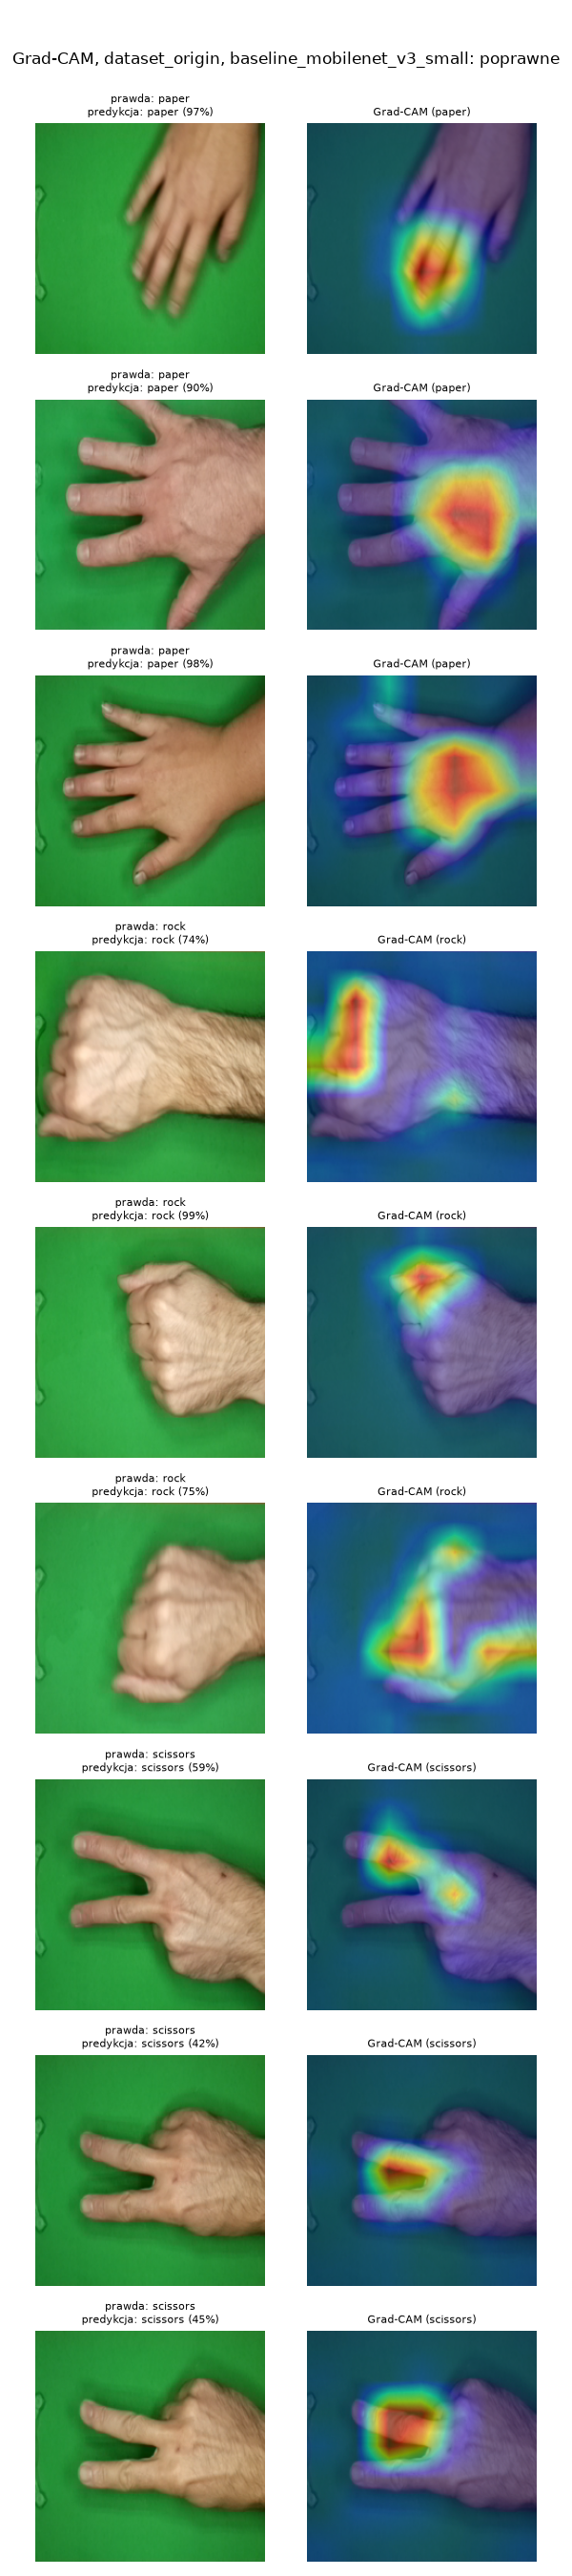 Grad-CAM, dataset_origin, baseline_mobilenet_v3_small: poprawne
prawda: paper
predykcja: paper (97%)
Grad-CAM (paper)
prawda: paper
predykcja: paper (90%)
Grad-CAM (paper)
prawda: paper
predykcja: paper (98%)
Grad-CAM (paper)
prawda: rock
predykcja: rock (74%)
Grad-CAM (rock)
prawda: rock
predykcja: rock (99%)
Grad-CAM (rock)
prawda: rock
predykcja: rock (75%)
Grad-CAM (rock)
prawda: scissors
predykcja: scissors (59%)
Grad-CAM (scissors)
prawda: scissors
predykcja: scissors (42%)
Grad-CAM (scissors)
prawda: scissors
predykcja: scissors (45%)
Grad-CAM (scissors)